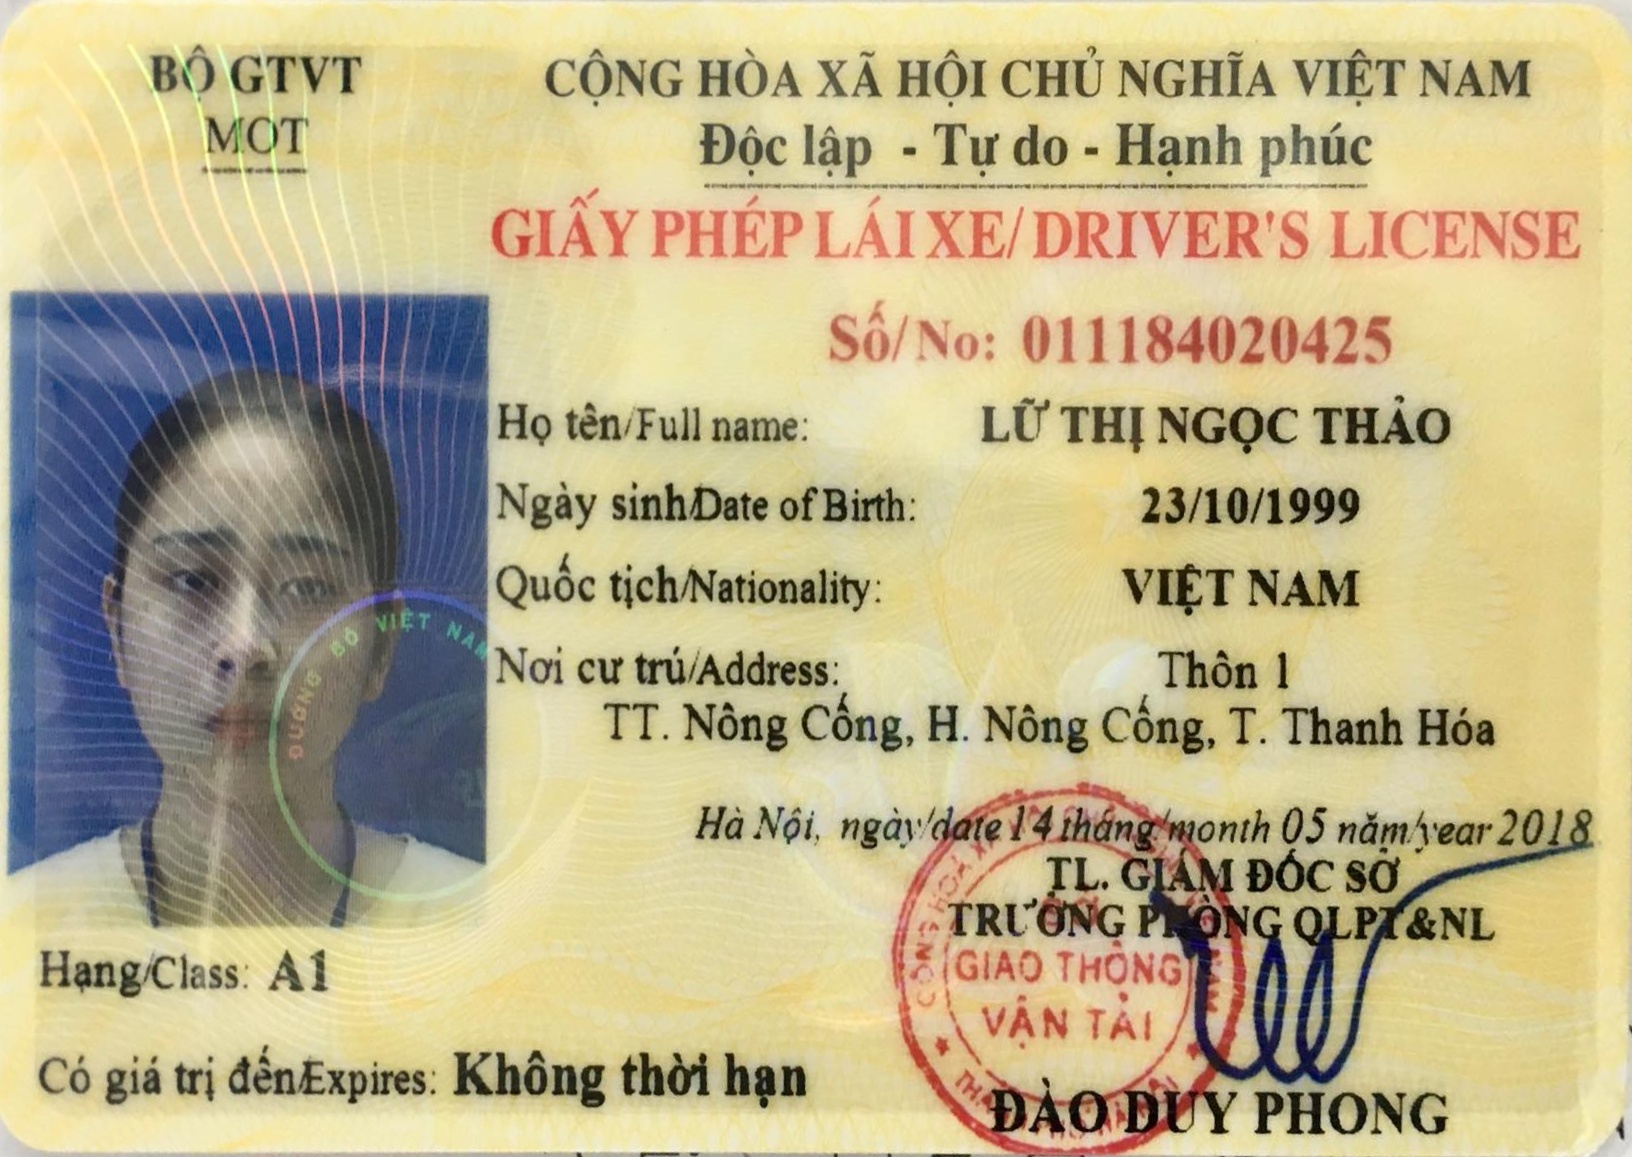 BỘ GTVT
MOT
CỘNG HÒA XÃ HỘI CHỦ NGHĨA VIỆT NAM
Độc lập - Tự do - Hạnh phúc
GIẤY PHÉP LÁI XE/ DRIVER'S LICENSE
Số/No: 011184020425
Họ tên/Full name: LỮ THỊ NGỌC THẢO
Ngày sinh/Date of Birth: 23/10/1999
Quốc tịch/Nationality: VIỆT NAM
Nơi cư trú/Address: Thôn 1
TT. Nông Cống, H. Nông Cống, T. Thanh Hóa
ĐƯỜNG BỘ VIỆT NAM
Hà Nội, ngày/date 14 tháng/month 05 năm/year 2018
TL. GIÁM ĐỐC SỞ
TRƯỞNG PHÒNG QLPT&NL
GIAO THÔNG
VẬN TẢI
Hạng/Class: A1
Có giá trị đến/Expires: Không thời hạn
ĐÀO DUY PHONG